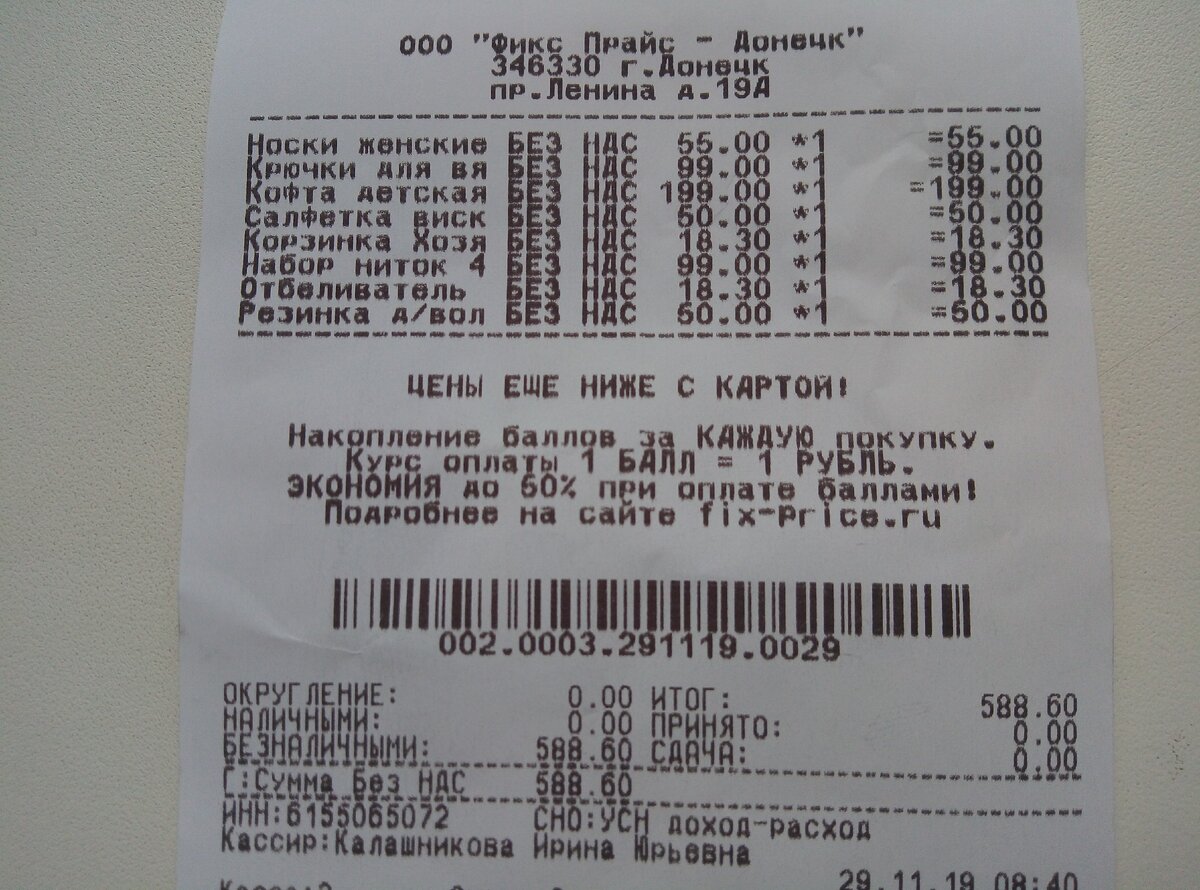 ООО "Фикс Прайс - Донецк"
346330 г.Донецк
пр.Ленина д.19А
Носки женские БЕЗ НДС 55.00 *1 =55.00
Крючки для вя БЕЗ НДС 99.00 *1 =99.00
Кофта детская БЕЗ НДС 199.00 *1 =199.00
Салфетка виск БЕЗ НДС 50.00 *1 =50.00
Корзинка Хозя БЕЗ НДС 18.30 *1 =18.30
Набор ниток 4 БЕЗ НДС 99.00 *1 =99.00
Отбеливатель БЕЗ НДС 18.30 *1 =18.30
Резинка д/вол БЕЗ НДС 50.00 *1 =50.00
ЦЕНЫ ЕЩЕ НИЖЕ С КАРТОЙ!
Накопление баллов за КАЖДУЮ покупку.
Курс оплаты 1 БАЛЛ = 1 РУБЛЬ.
ЭКОНОМИЯ до 50% при оплате баллами!
Подробнее на сайте fix-price.ru
002.0003.291119.0029
ОКРУГЛЕНИЕ: 0.00 ИТОГ: 588.60
НАЛИЧНЫМИ: 0.00 ПРИНЯТО: 0.00
БЕЗНАЛИЧНЫМИ: 588.60 СДАЧА: 0.00
Г:Сумма Без НДС 588.60
ИНН:6155065072 СНО:УСН доход-расход
Кассир:Калашникова Ирина Юрьевна
29.11.19 08:40